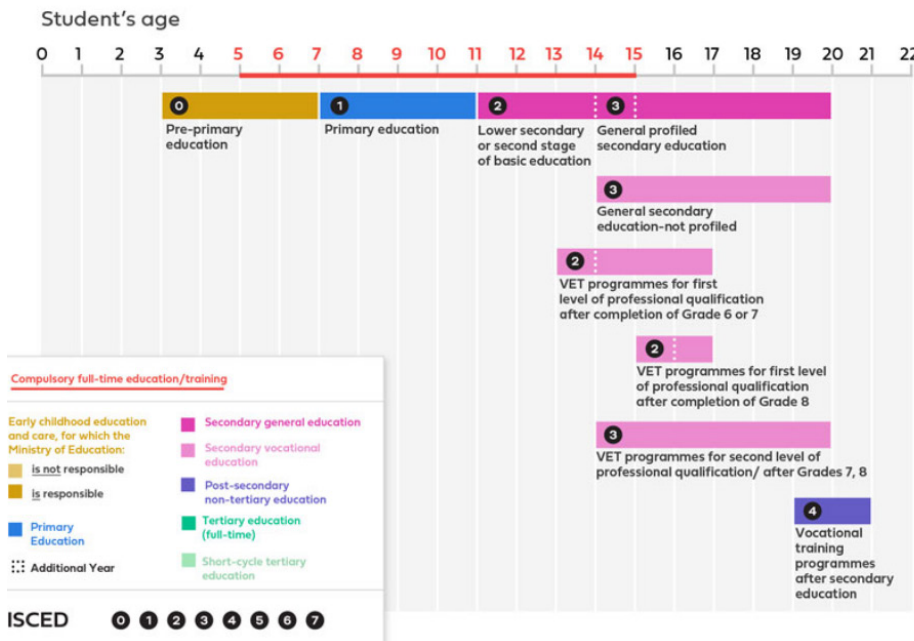 Student's age
0 1 2 3 4 5 6 7 8 9 10 11 12 13 14 15 16 17 18 19 20 21 22
0 1 2 3
Pre-primary
education
Primary education
Lower secondary
or second stage
of basic education
General profiled
secondary education
3
General secondary
education-not profiled
2
VET programmes for first
level of professional qualification
after completion of Grade 6 or 7
2
VET programmes for first level
of professional qualification
after completion of Grade 8
3
VET programmes for second level of
professional qualification/ after Grades 7, 8
4
Vocational
training
programmes
after secondary
education
Compulsory full-time education/training
Early childhood education
and care, for which the
Ministry of Education:
is not responsible
is responsible
Primary
Education
Additional Year
Secondary general education
Secondary vocational
education
Post-secondary
non-tertiary education
Tertiary education
(full-time)
Short-cycle tertiary
education
ISCED 0 1 2 3 4 5 6 7